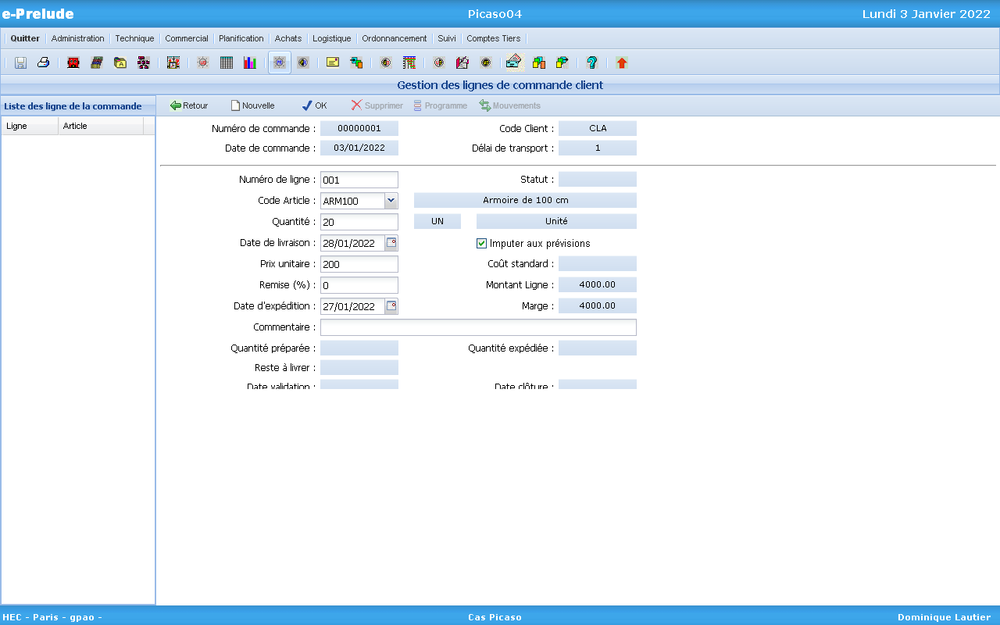 e-Prelude Picaso04 Lundi 3 Janvier 2022
Quitter Administration Technique Commercial Planification Achats Logistique Ordonnancement Suivi Comptes Tiers
Gestion des lignes de commande client
Liste des ligne de la commande Retour Nouvelle OK Supprimer Programme Mouvements
Ligne Article
Numéro de commande : 00000001 Code Client : CLA
Date de commande : 03/01/2022 Délai de transport : 1
Numéro de ligne : 001 Statut :
Code Article : ARM100 Armoire de 100 cm
Quantité : 20 UN Unité
Date de livraison : 28/01/2022 Imputer aux prévisions
Prix unitaire : 200 Coût standard :
Remise (%) : 0 Montant Ligne : 4000.00
Date d'expédition : 27/01/2022 Marge : 4000.00
Commentaire :
Quantité préparée : Quantité expédiée :
Reste à livrer :
Date validation : Date clôture :
HEC - Paris - gpao - Cas Picaso Dominique Lautier